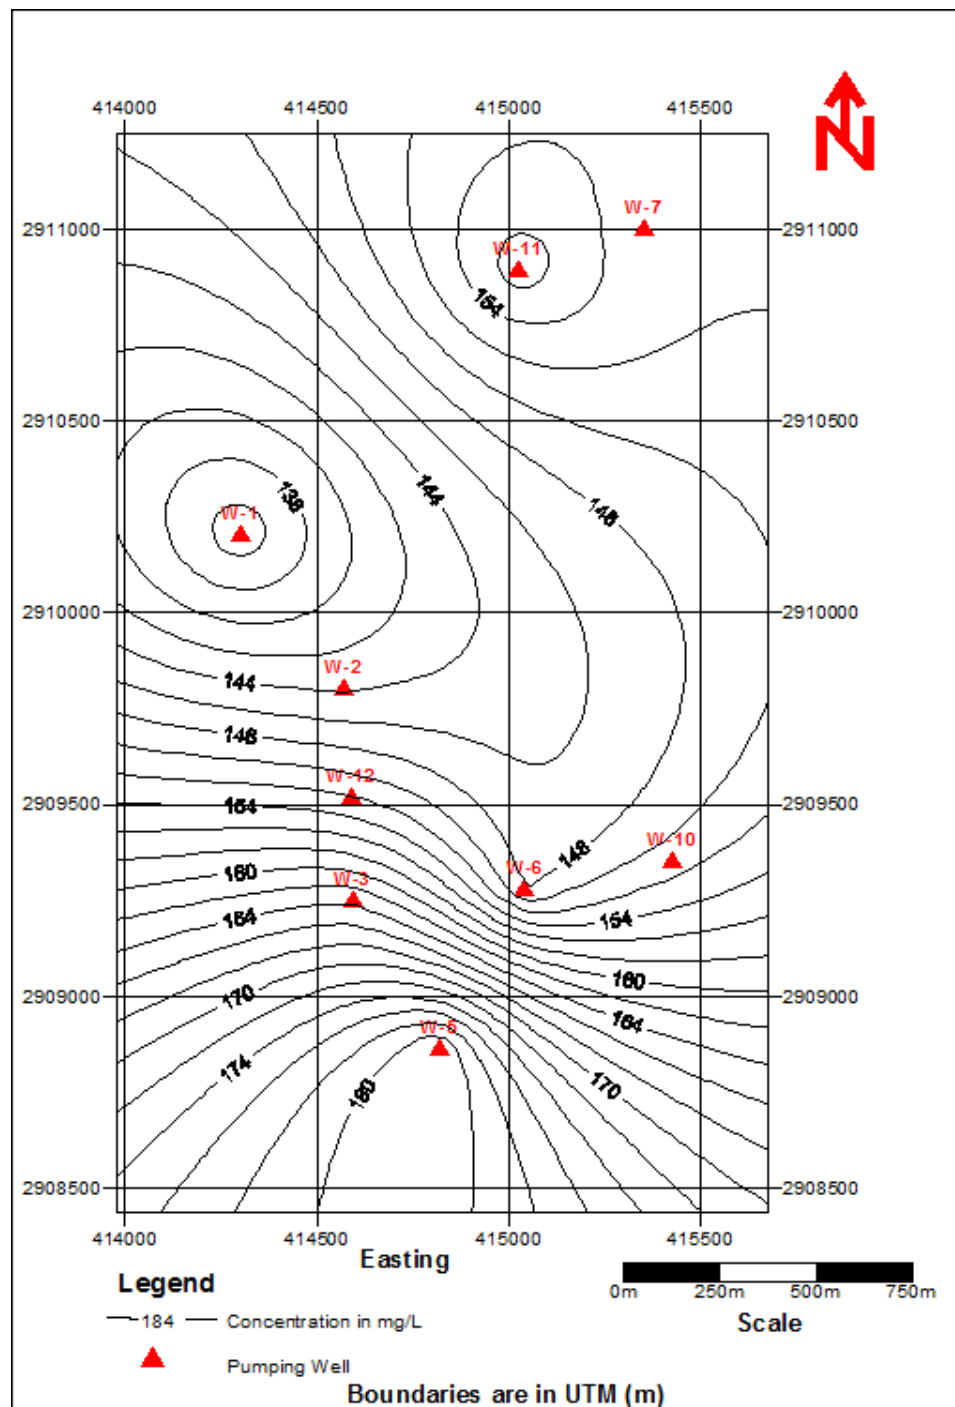 414000 414500 415000 415500
N
W-7
2911000 2911000
W-11
154
2910500 2910500
138 144 148
W-1
2910000 2910000
W-2
144
146
W-12
2909500 154 2909500
W-10
148
W-6
160 W-3
164 154
160
170
2909000 2909000
164
W-5
174 170
180
2908500 2908500
414000 414500 415000 415500
Easting
Legend
184 Concentration in mg/L
0m 250m 500m 750m
Scale
Pumping Well
Boundaries are in UTM (m)